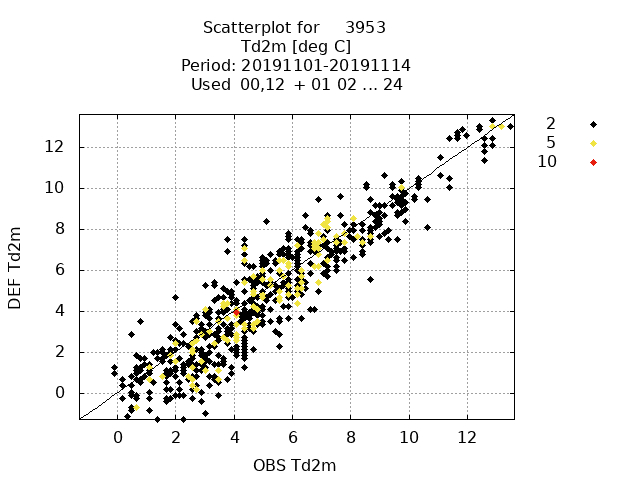 Scatterplot for 3953
Td2m [deg C]
Period: 20191101-20191114
Used 00,12 + 01 02 ... 24
2
5
10
12
10
8
6
4
2
0
DEF Td2m
0 2 4 6 8 10 12
OBS Td2m